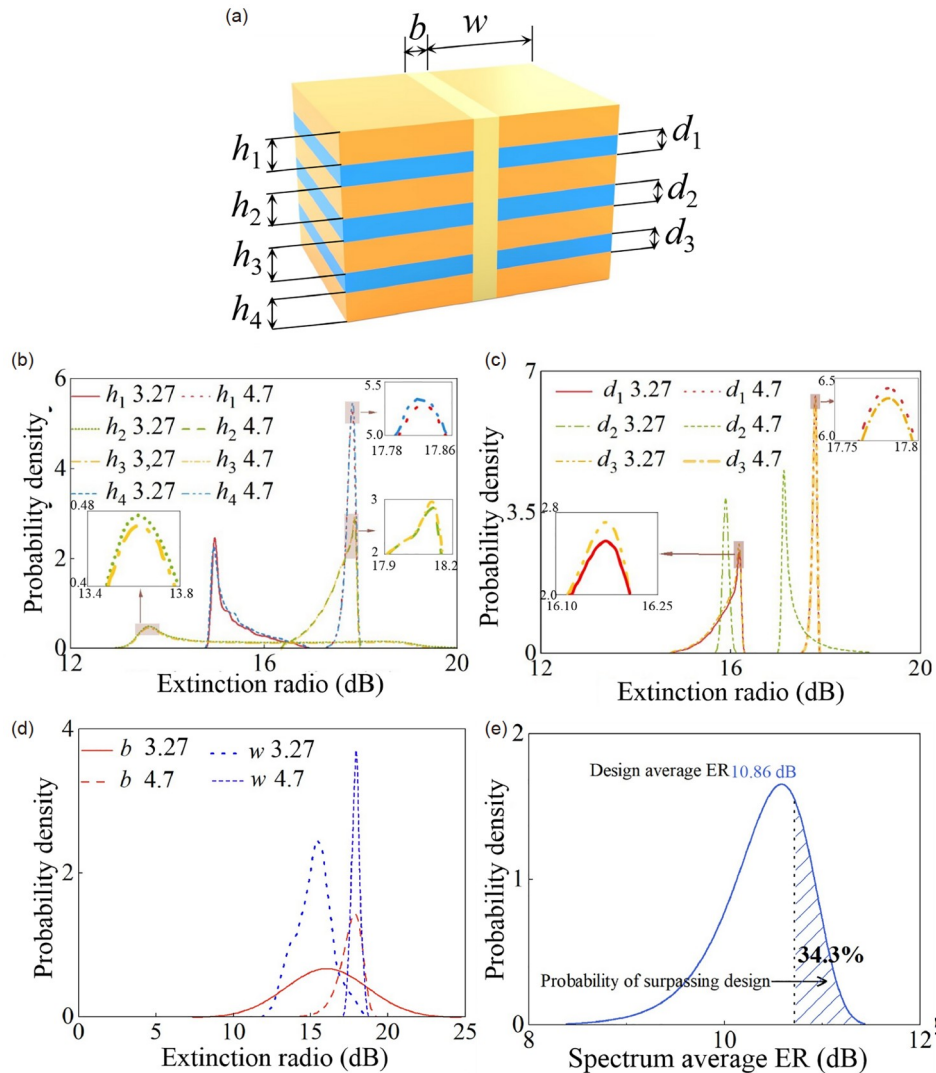 (a)
b
w
h1
h2
h3
h4
d1
d2
d3
(b)
6
4
2
0
12
16
20
Probability density
Extinction radio (dB)
h1 3.27
h1 4.7
h2 3.27
h2 4.7
h3 3,27
h3 4.7
h4 3.27
h4 4.7
5.5
5.0
17.78
17.86
3
2
17.9
18.2
0.48
0.4
13.4
13.8
(c)
7
3.5
0
12
16
20
Probability density
Extinction radio (dB)
d1 3.27
d1 4.7
d2 3.27
d2 4.7
d3 3.27
d3 4.7
6.5
6.0
17.75
17.8
2.8
2.0
16.10
16.25
(d)
4
2
0
0
5
10
15
20
25
Probability density
Extinction radio (dB)
b 3.27
w 3.27
b 4.7
w 4.7
(e)
2
1
0
8
10
12
Probability density
Spectrum average ER (dB)
Design average ER10.86 dB
34.3%
Probability of surpassing design